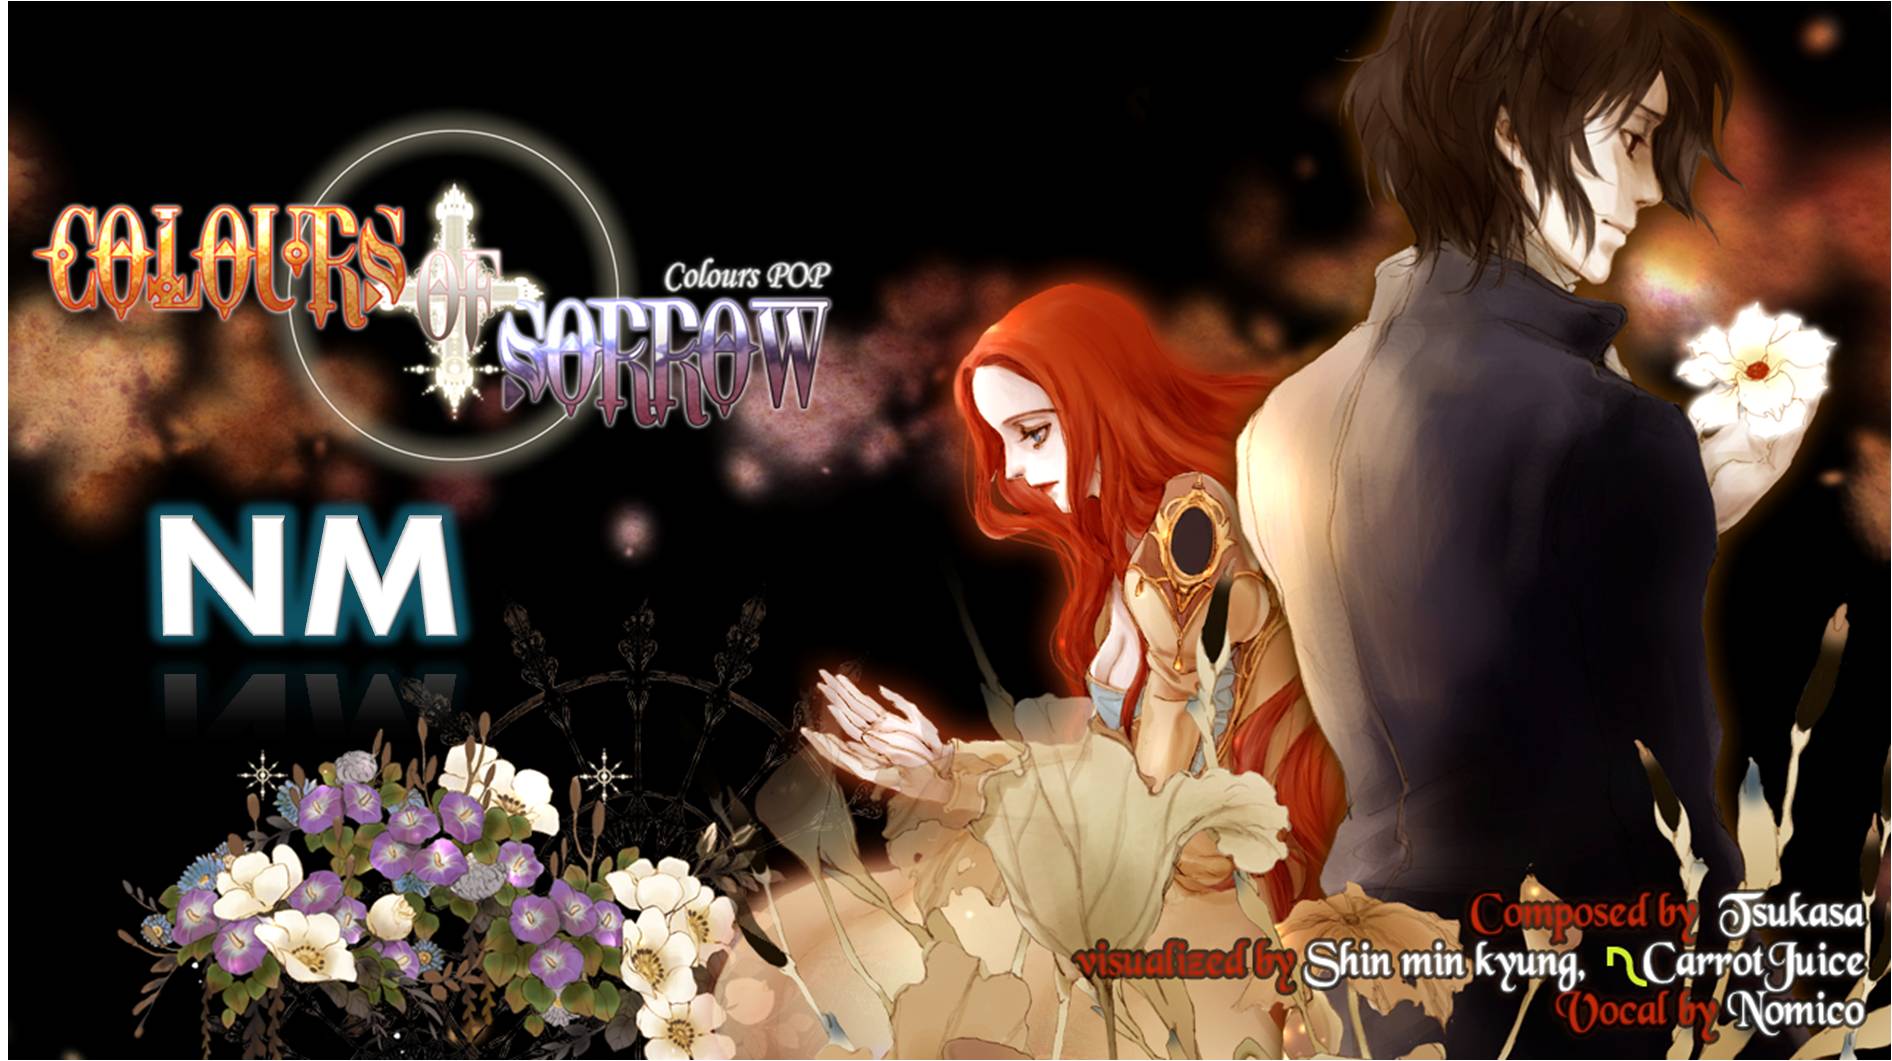 COLOURS
OF
Colours POP
SORROW
NM
Composed by Tsukasa
visualized by Shin min kyung, CarrotJuice
Vocal by Nomico